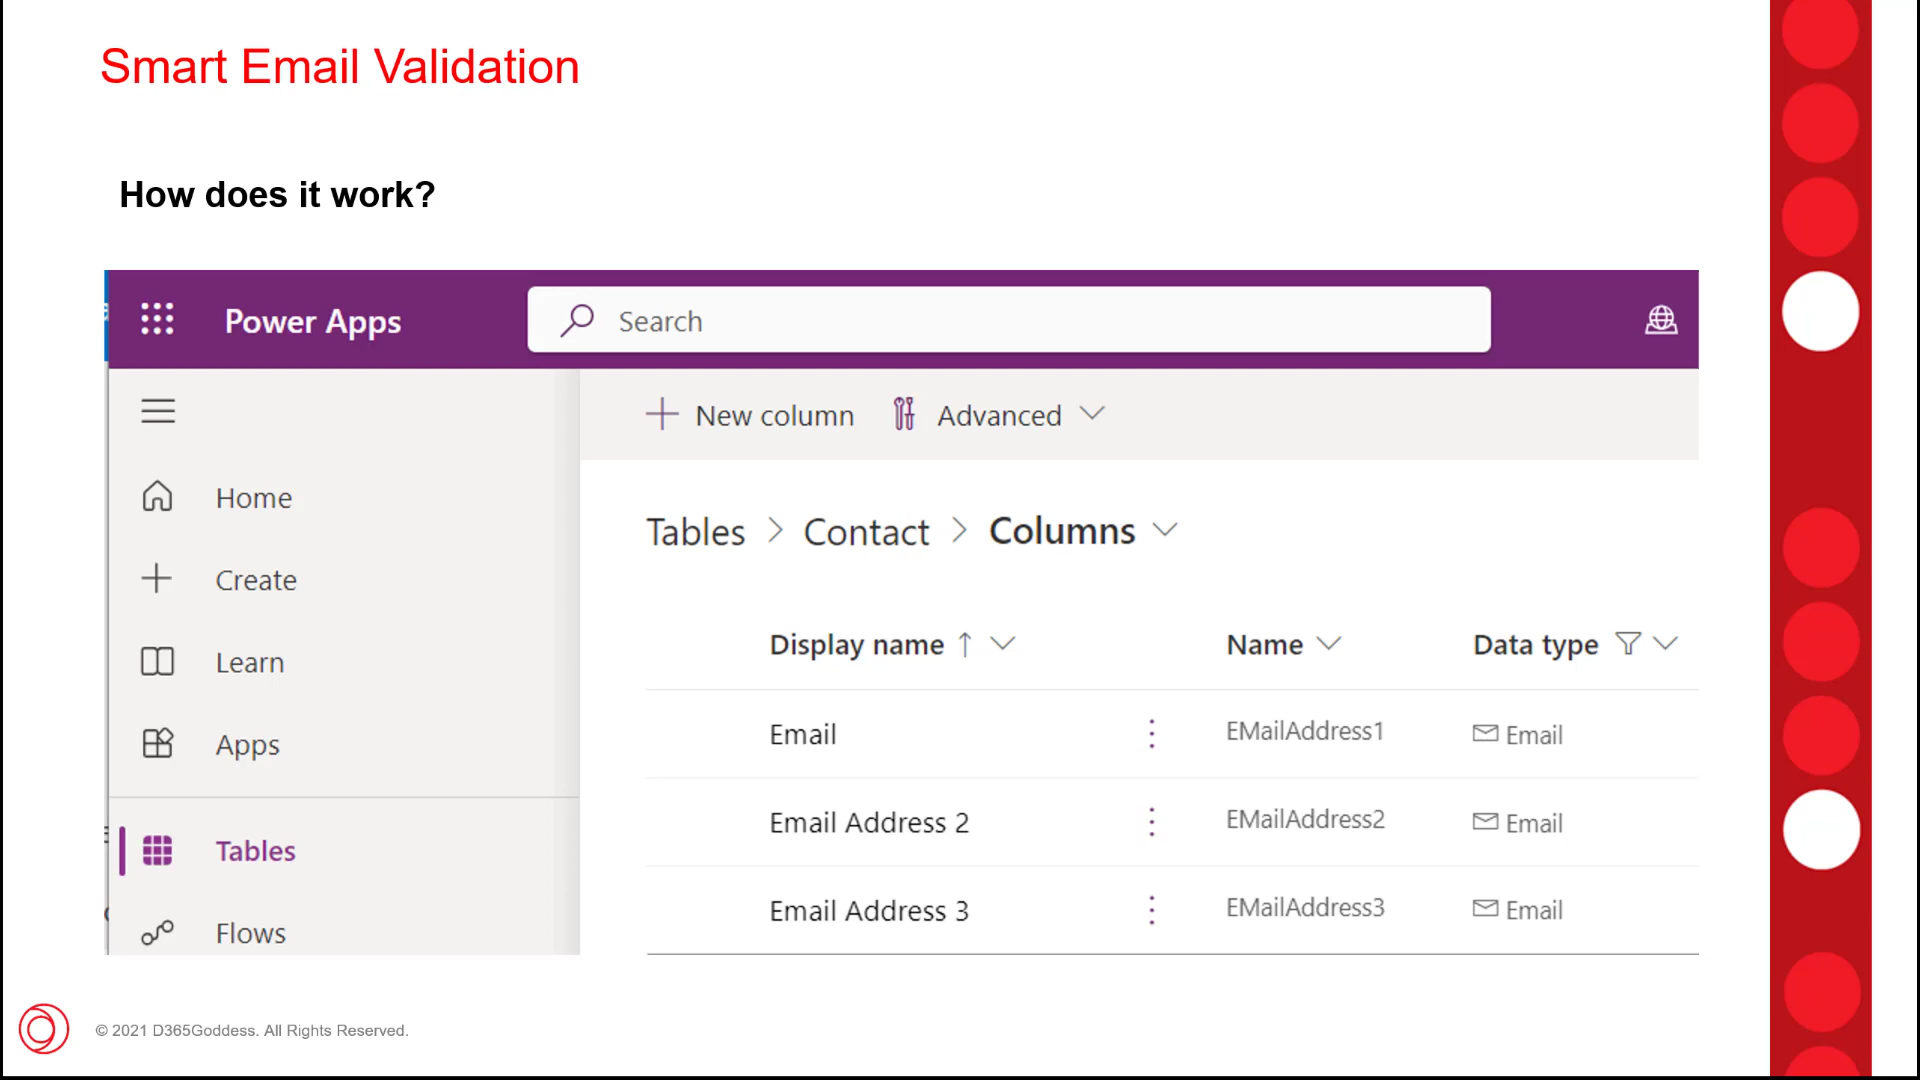 Smart Email Validation
How does it work?
Power Apps
Search
New column
Advanced
Home
Create
Learn
Apps
Tables
Flows
Tables > Contact > Columns
Display name Name Data type
Email EMailAddress1 Email
Email Address 2 EMailAddress2 Email
Email Address 3 EMailAddress3 Email
© 2021 D365Goddess. All Rights Reserved.